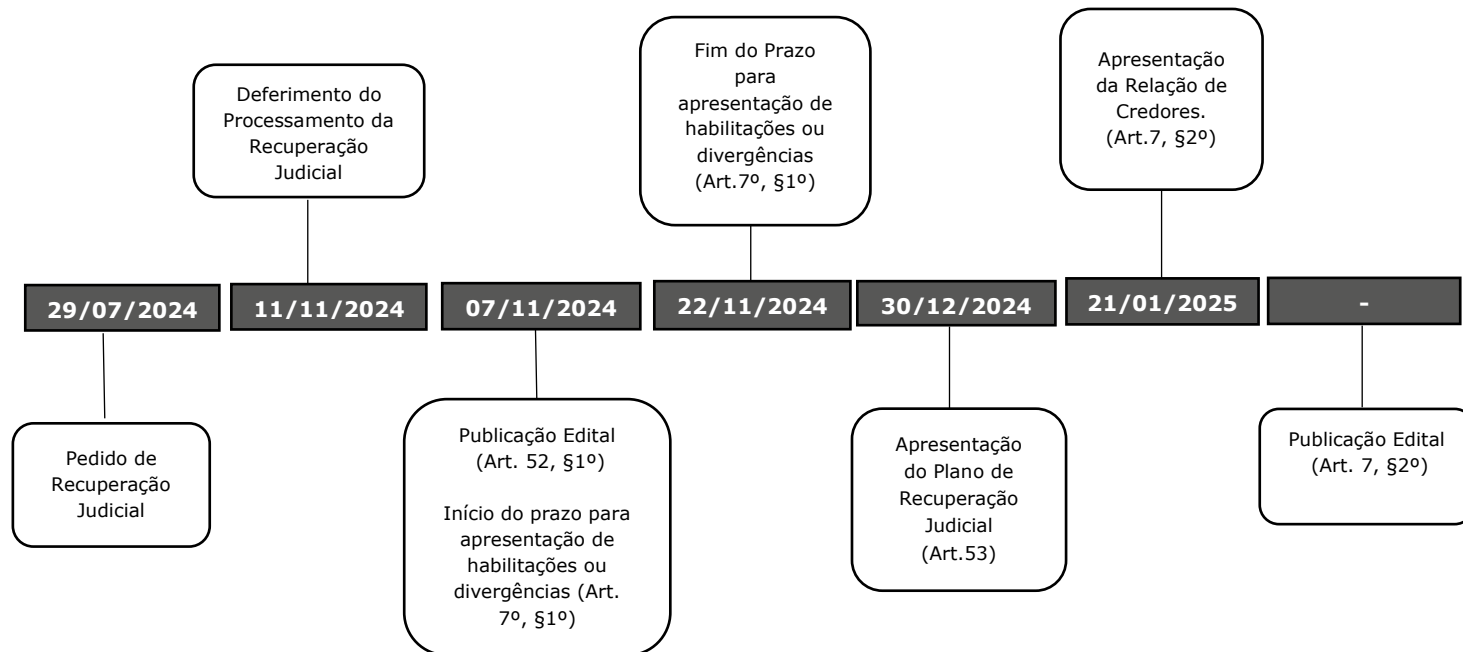 Deferimento do
Processamento da
Recuperação
Judicial
Fim do Prazo
para
apresentação de
habilitações ou
divergências
(Art.7º, §1º)
Apresentação
da Relação de
Credores.
(Art.7, §2º)
29/07/2024
11/11/2024
07/11/2024
22/11/2024
30/12/2024
21/01/2025
-
Pedido de
Recuperação
Judicial
Publicação Edital
(Art. 52, §1º)
Início do prazo para
apresentação de
habilitações ou
divergências (Art.
7º, §1º)
Apresentação
do Plano de
Recuperação
Judicial
(Art.53)
Publicação Edital
(Art. 7, §2º)